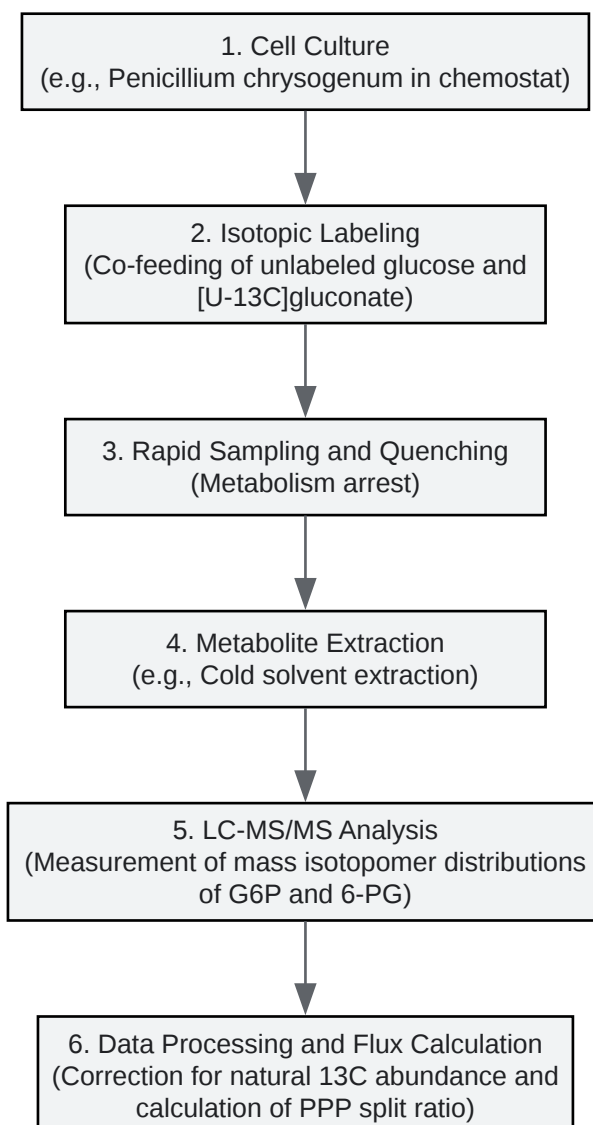 1. Cell Culture
(e.g., Penicillium chrysogenum in chemostat)
2. Isotopic Labeling
(Co-feeding of unlabeled glucose and
[U-13C]gluconate)
3. Rapid Sampling and Quenching
(Metabolism arrest)
4. Metabolite Extraction
(e.g., Cold solvent extraction)
5. LC-MS/MS Analysis
(Measurement of mass isotopomer distributions
of G6P and 6-PG)
6. Data Processing and Flux Calculation
(Correction for natural 13C abundance and
calculation of PPP split ratio)